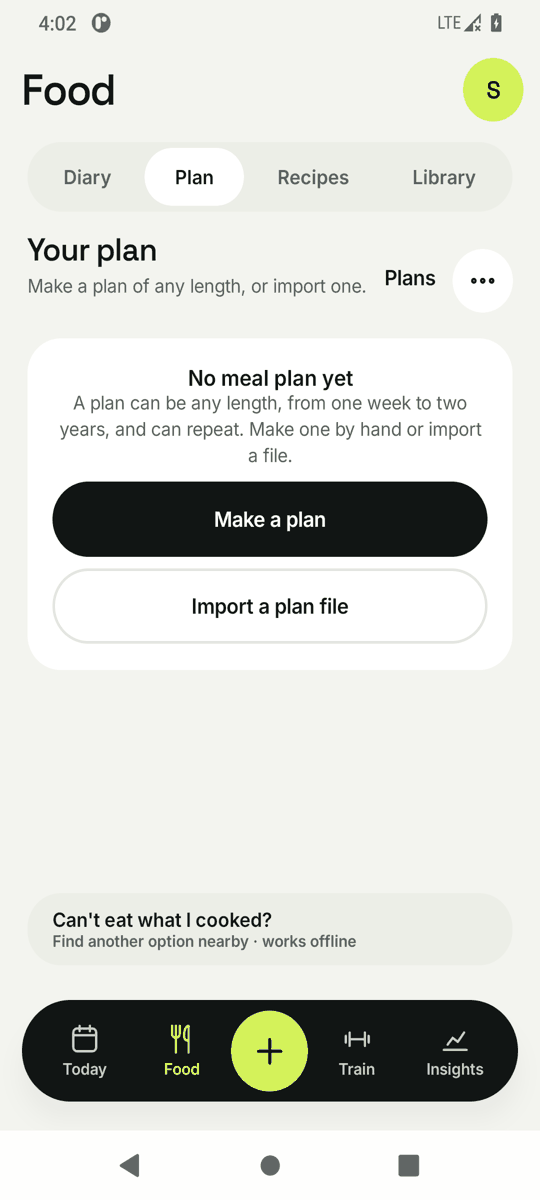 4:02
LTE
Food
S
Diary
Plan
Recipes
Library
Your plan
Make a plan of any length, or import one.
Plans
No meal plan yet
A plan can be any length, from one week to two
years, and can repeat. Make one by hand or import
a file.
Make a plan
Import a plan file
Can't eat what I cooked?
Find another option nearby · works offline
Today
Food
Train
Insights